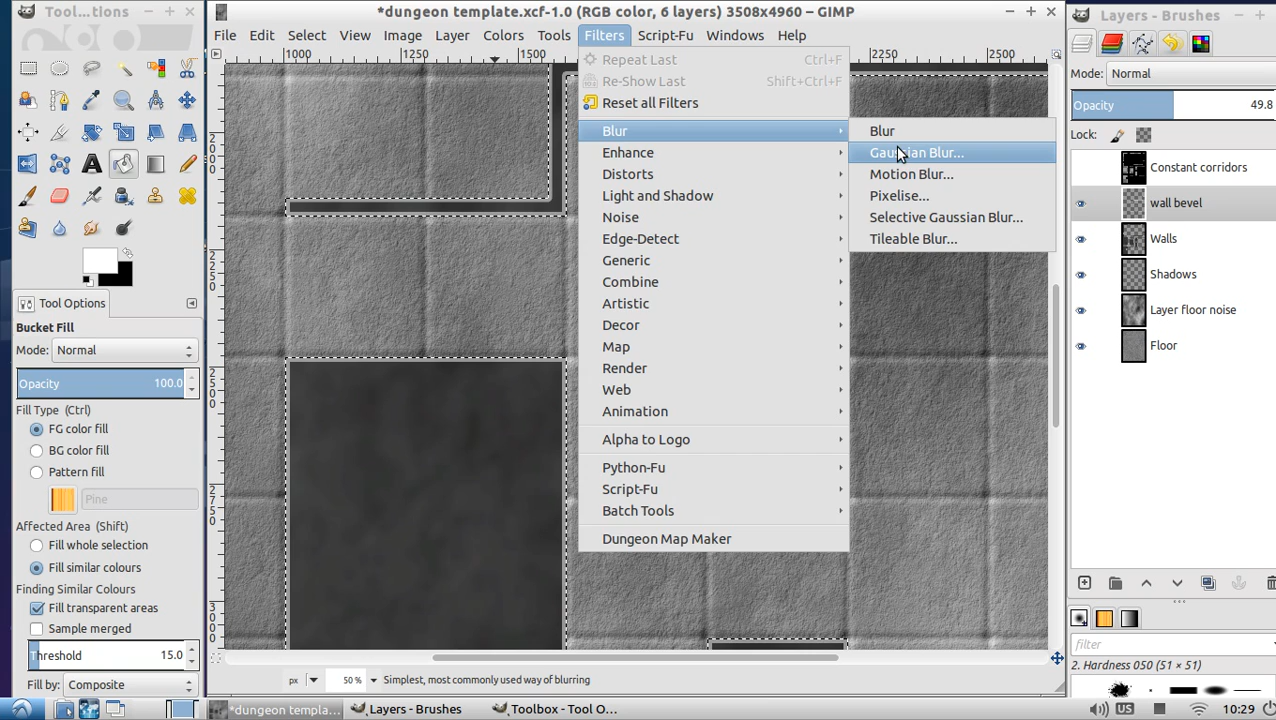 Tool...tions
*dungeon template.xcf-1.0 (RGB color, 6 layers) 3508x4960 – GIMP
Layers - Brushes
File Edit Select View Image Layer Colors Tools Filters Script-Fu Windows Help
1000 1250 1500 2250 2500
Mode: Normal
Opacity 49.8
Lock:
Constant corridors
wall bevel
Walls
Shadows
Layer floor noise
Floor
Repeat Last Ctrl+F
Re-Show Last Shift+Ctrl+F
Reset all Filters
Blur
Enhance
Distorts
Light and Shadow
Noise
Edge-Detect
Generic
Combine
Artistic
Decor
Map
Render
Web
Animation
Alpha to Logo
Python-Fu
Script-Fu
Batch Tools
Dungeon Map Maker
Blur
Gaussian Blur...
Motion Blur...
Pixelise...
Selective Gaussian Blur...
Tileable Blur...
2000
2250
2500
2750
3000
Tool Options
Bucket Fill
Mode: Normal
Opacity 100.0
Fill Type (Ctrl)
FG color fill
BG color fill
Pattern fill
Pine
Affected Area (Shift)
Fill whole selection
Fill similar colours
Finding Similar Colours
Fill transparent areas
Sample merged
Threshold 15.0
Fill by: Composite
filter
2. Hardness 050 (51 × 51)
px 50 % Simplest, most commonly used way of blurring
*dungeon templa... Layers - Brushes Toolbox - Tool O... US 10:29